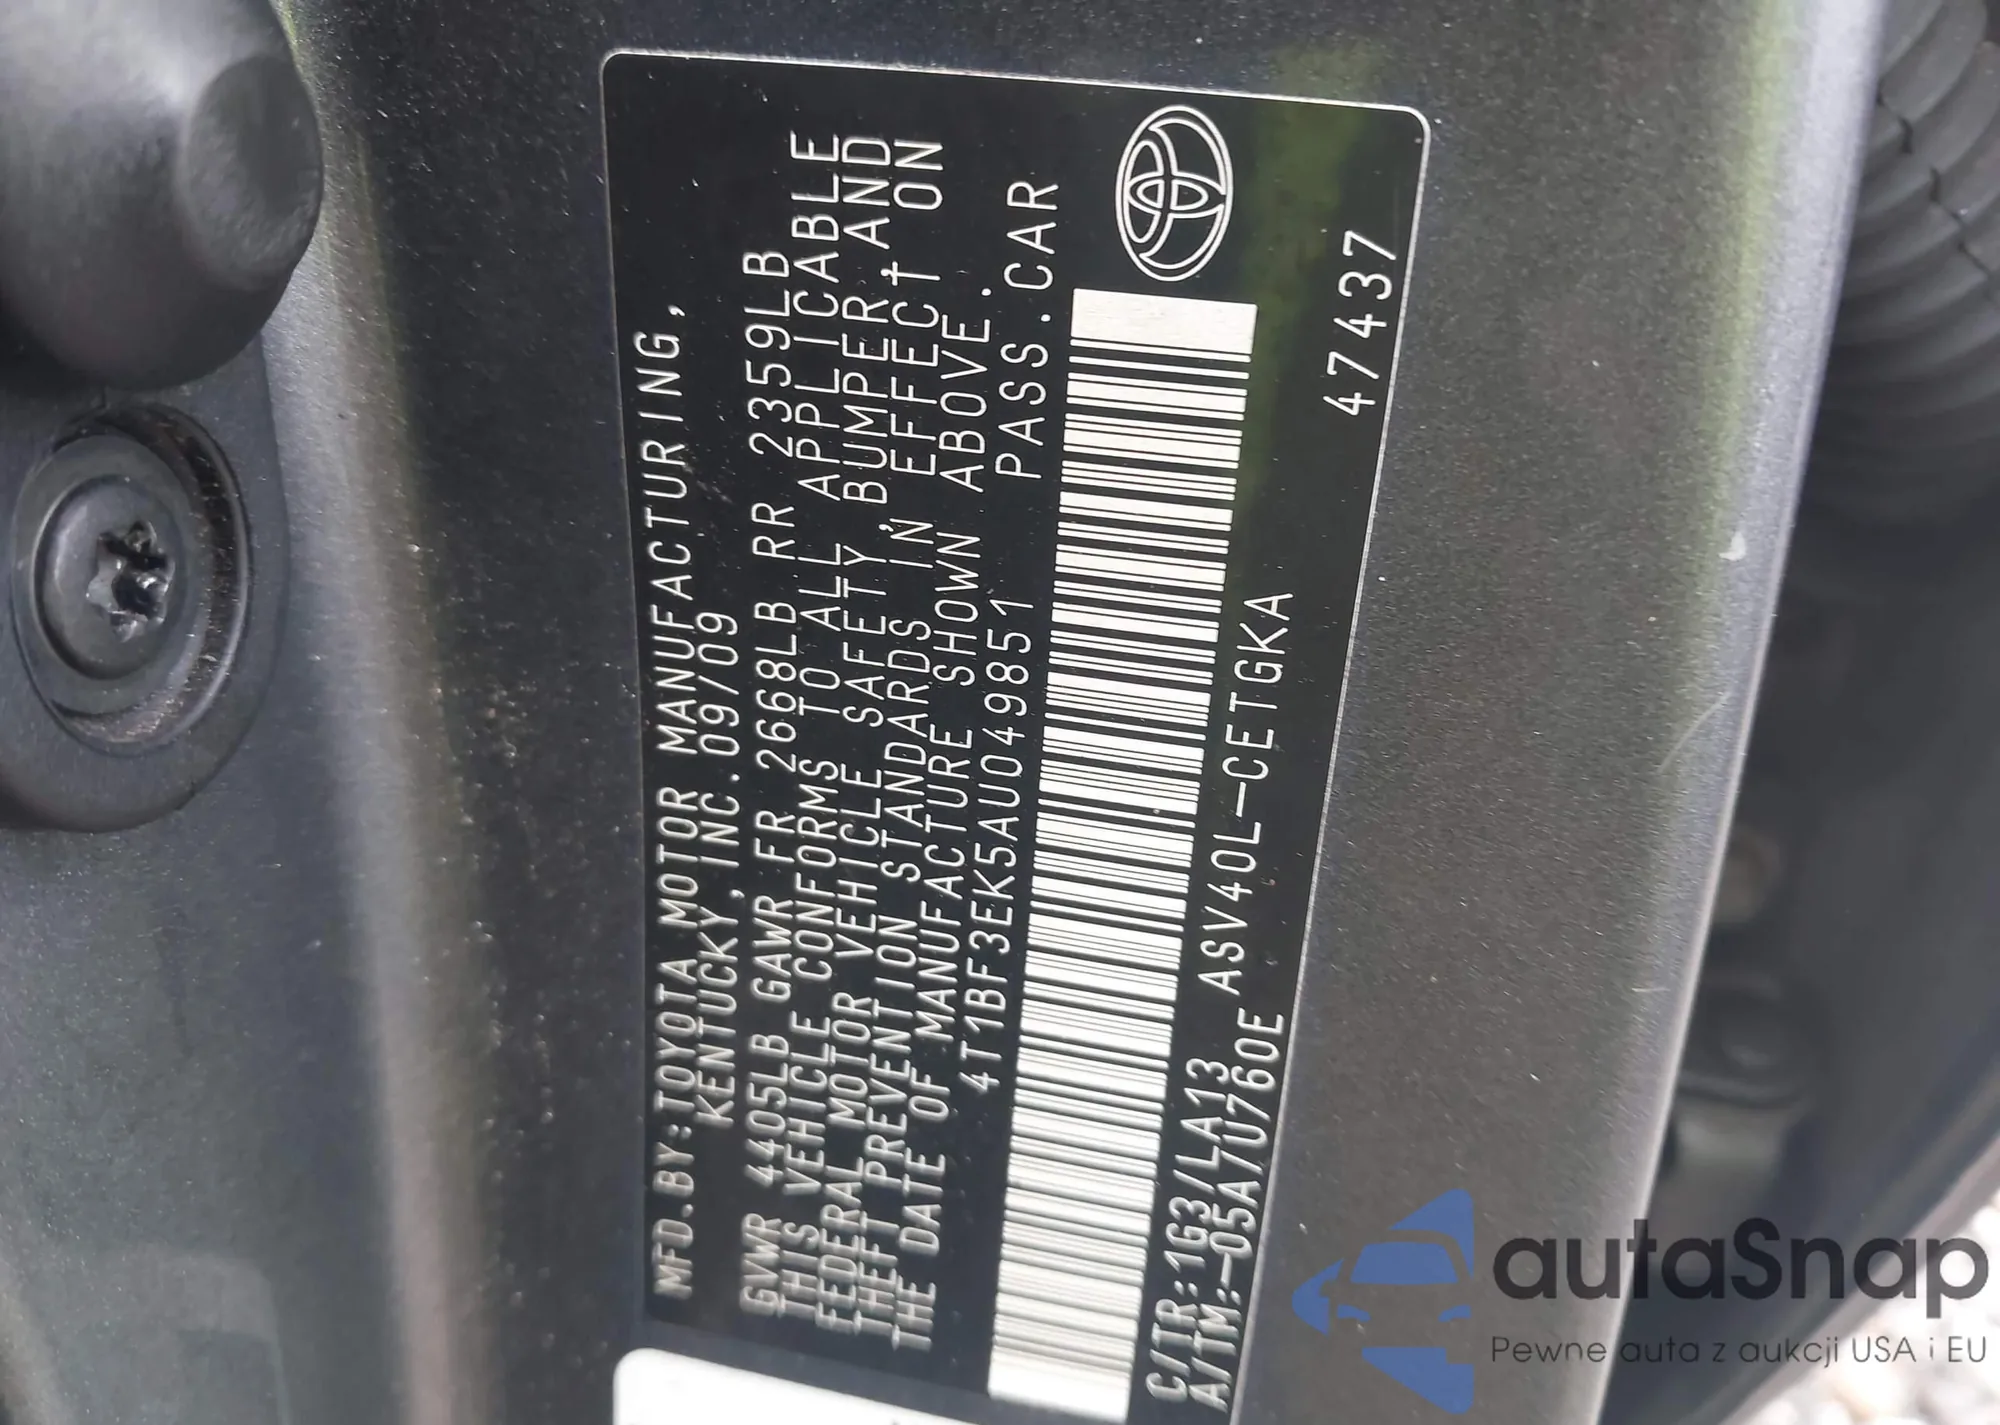 MFD.BY:TOYOTA MOTOR MANUFACTURING,
KENTUCKY,INC.09/09
GVWR 4405LB GAWR FR 2668LB RR 2359LB
THIS VEHICLE CONFORMS TO ALL APPLICABLE
FEDERAL MOTOR VEHICLE SAFETY,BUMPER,AND
THEFT PREVENTION STANDARDS IN EFFECT ON
THE DATE OF MANUFACTURE SHOWN ABOVE.
4T1BF3EK5AU049851 PASS.CAR
C/TR:1G3/LA13 ASV40L-CETGKA
A/TM:-05A/U760E
47437
autaSnap
Pewne auta z aukcji USA i EU